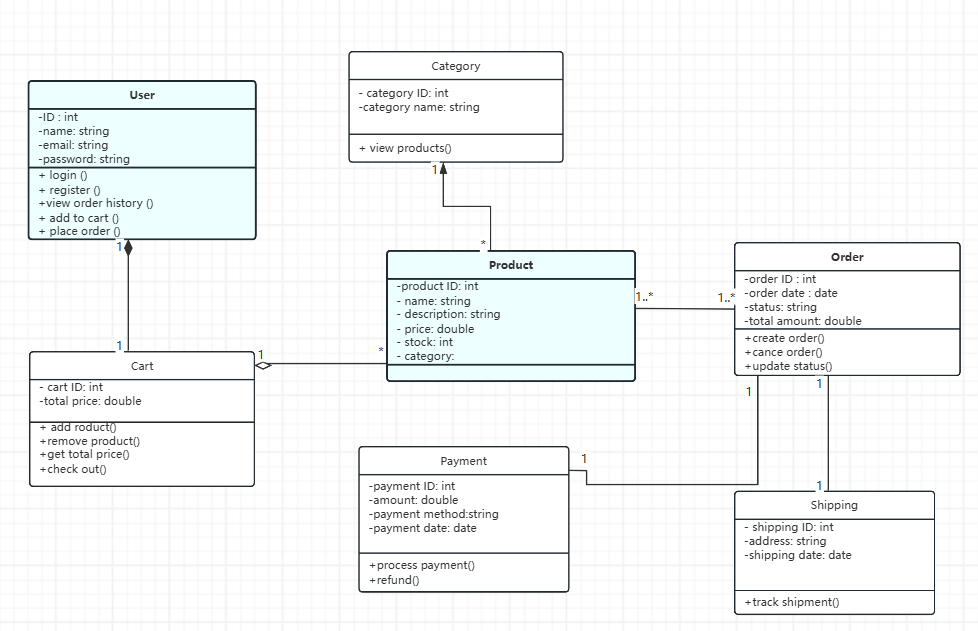 Category
- category ID: int
-category name: string
+ view products()
1
*
User
-ID : int
-name: string
-email: string
-password: string
+ login ()
+ register ()
+view order history ()
+ add to cart ()
+ place order ()
1
1
Product
-product ID: int
- name: string
- description: string
- price: double
- stock: int
- category:
1..*
1..*
Order
-order ID : int
-order date : date
-status: string
-total amount: double
+create order()
+cance order()
+update status()
Cart
- cart ID: int
-total price: double
+ add roduct()
+remove product()
+get total price()
+check out()
1
*
1
1
1
1
Payment
-payment ID: int
-amount: double
-payment method:string
-payment date: date
+process payment()
+refund()
Shipping
- shipping ID: int
-address: string
-shipping date: date
+track shipment()